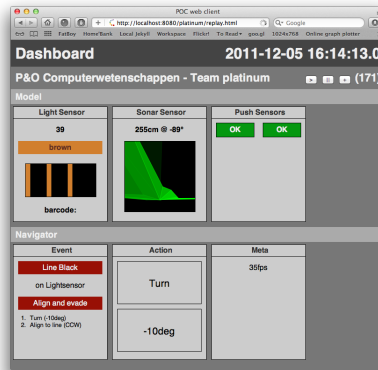 POC web client
http://localhost:8080/platinum/replay.html
Google
FatBoy Home'Bank Local Jekyll Workspace Flickr! To Read goo.gl 1024x768 Online graph plotter
Dashboard 2011-12-05 16:14:13.0
P&O Computerwetenschappen - Team platinum (171)
Model
Light Sensor Sonar Sensor Push Sensors
39 255cm @ -89° OK OK
brown
barcode:
Navigator
Event Action Meta
Line Black 35fps
on Lightsensor Turn
Align and evade
1. Turn (-10deg)
2. Align to line (CCW)
-10deg